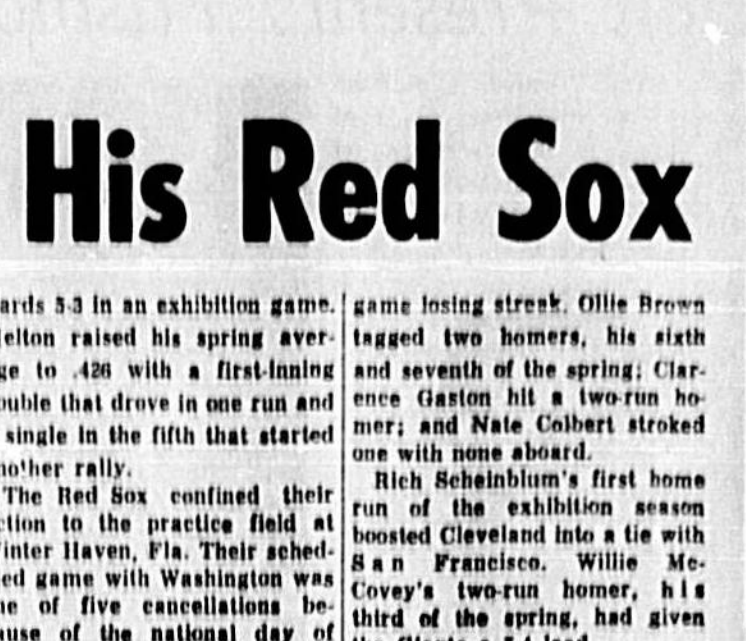 His Red Sox
ards 5-3 in an exhibition game.
elton raised his spring aver-
ge to .426 with a first-inning
ouble that drove in one run and
single in the fifth that started
nother rally.
The Red Sox confined their
ction to the practice field at
inter Haven, Fla. Their sched-
ed game with Washington was
ne of five cancellations be-
ause of the national day of
game losing streak. Ollie Brown
tagged two homers, his sixth
and seventh of the spring; Clar-
ence Gaston hit a two-run ho-
mer; and Nate Colbert stroked
one with none aboard.
Rich Scheinblum's first home
run of the exhibition season
boosted Cleveland into a tie with
San Francisco. Willie Mc-
Covey's two-run homer, his
third of the spring, had given